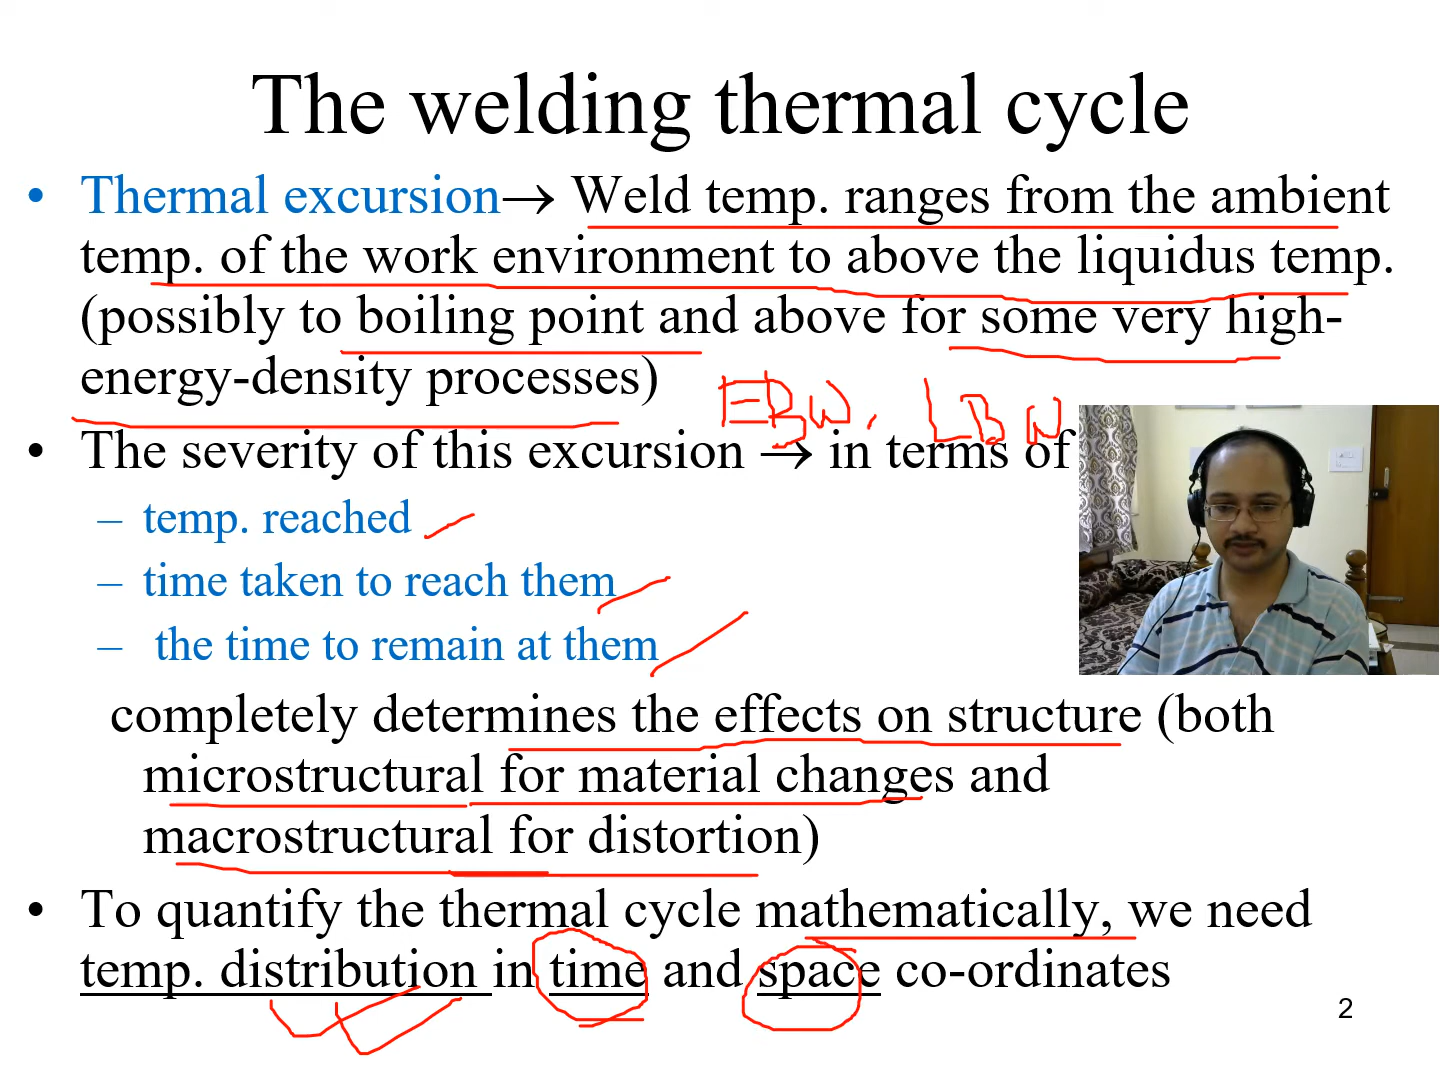 The welding thermal cycle
• Thermal excursion→ Weld temp. ranges from the ambient
temp. of the work environment to above the liquidus temp.
(possibly to boiling point and above for some very high-
energy-density processes)
EBW, LBW
• The severity of this excursion → in terms of
– temp. reached
– time taken to reach them
– the time to remain at them
completely determines the effects on structure (both
microstructural for material changes and
macrostructural for distortion)
• To quantify the thermal cycle mathematically, we need
temp. distribution in time and space co-ordinates
2